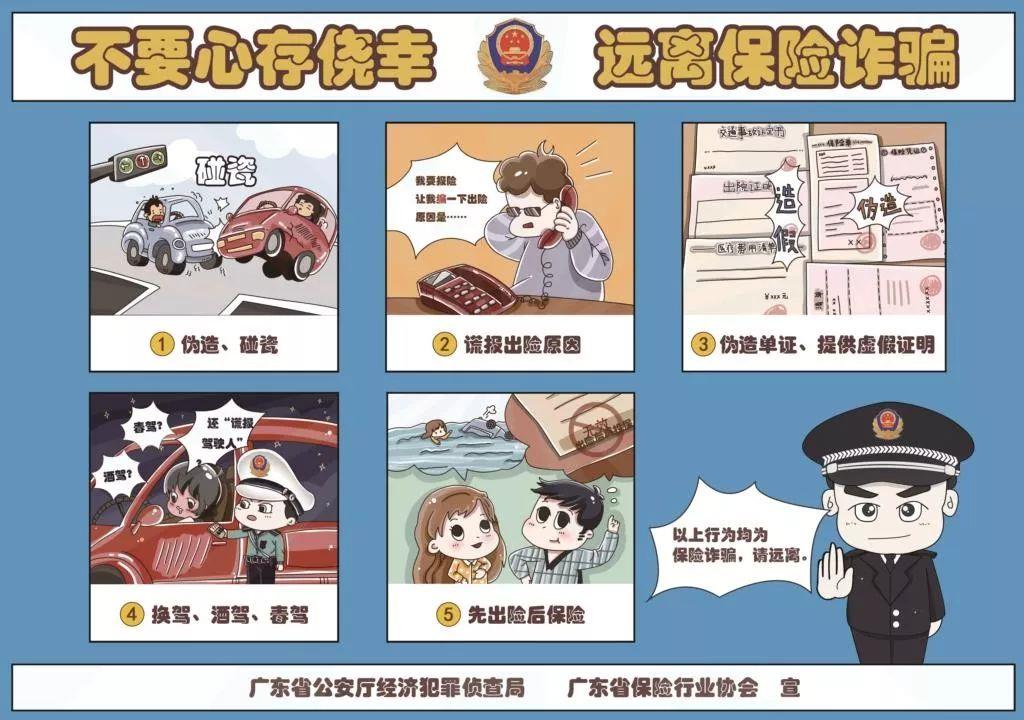 不要心存侥幸
远离保险诈骗
碰瓷
1 伪造、碰瓷
我要报险
让我编一下出险
原因是……
2 谎报出险原因
交通事故认定书
出院证明
医疗费用清单
¥xx元
造假
保险单
保险凭证
伪造
3 伪造单证、提供虚假证明
毒驾?
酒驾?
还“谎报
驾驶人”
4 换驾、酒驾、毒驾
5 先出险后保险
以上行为均为
保险诈骗，请远离。
广东省公安厅经济犯罪侦查局 广东省保险行业协会 宣